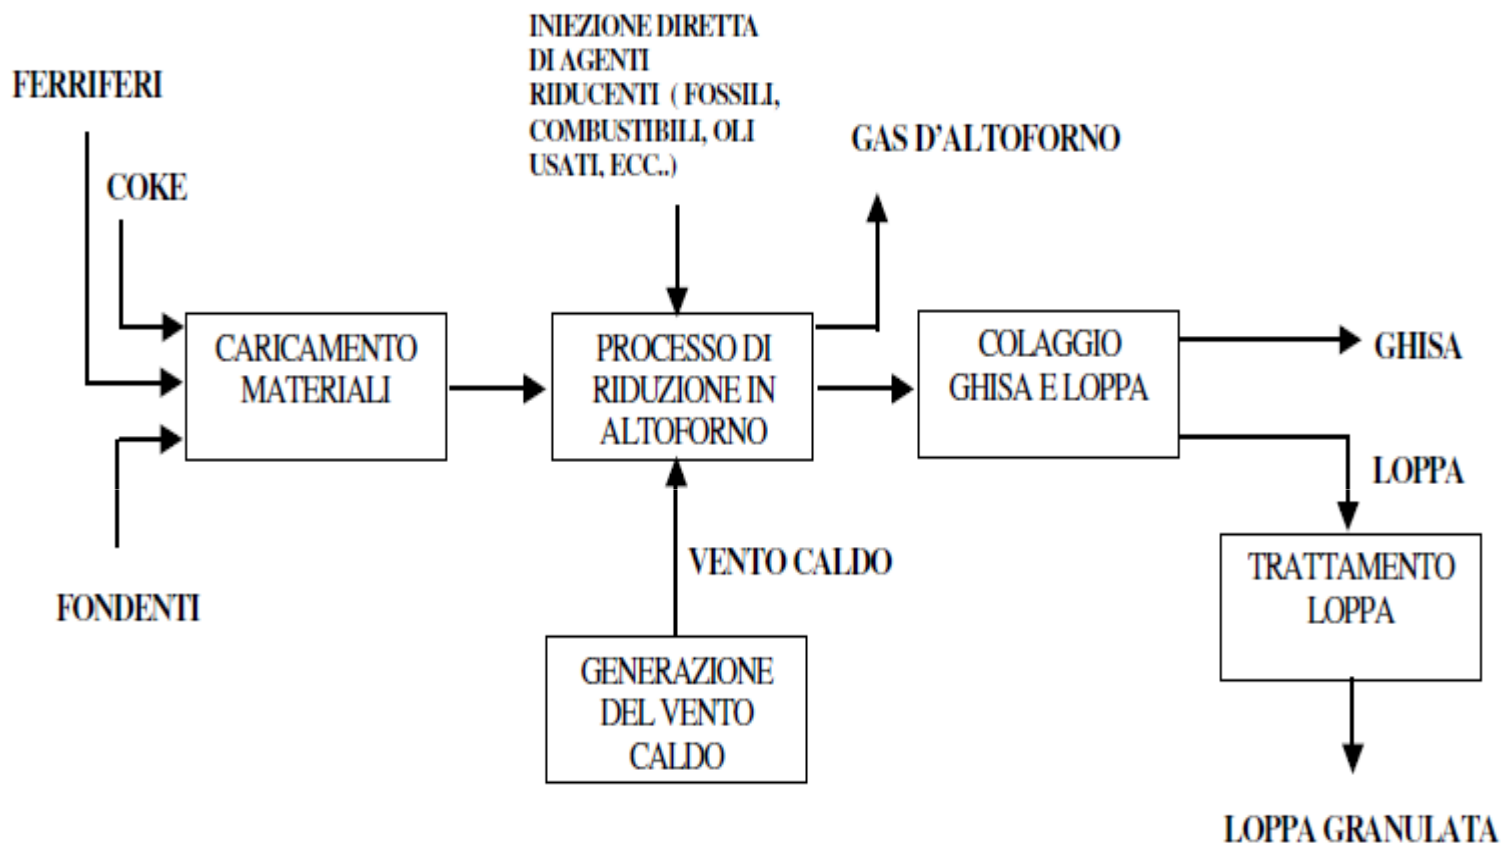 INIEZIONE DIRETTA
DI AGENTI
RIDUCENTI ( FOSSILI,
COMBUSTIBILI, OLI
USATI, ECC..)
FERRIFERI
GAS D'ALTOFORNO
COKE
CARICAMENTO
MATERIALI
PROCESSO DI
RIDUZIONE IN
ALTOFORNO
COLAGGIO
GHISA E LOPPA
GHISA
LOPPA
VENTO CALDO
TRATTAMENTO
LOPPA
FONDENTI
GENERAZIONE
DEL VENTO
CALDO
LOPPA GRANULATA